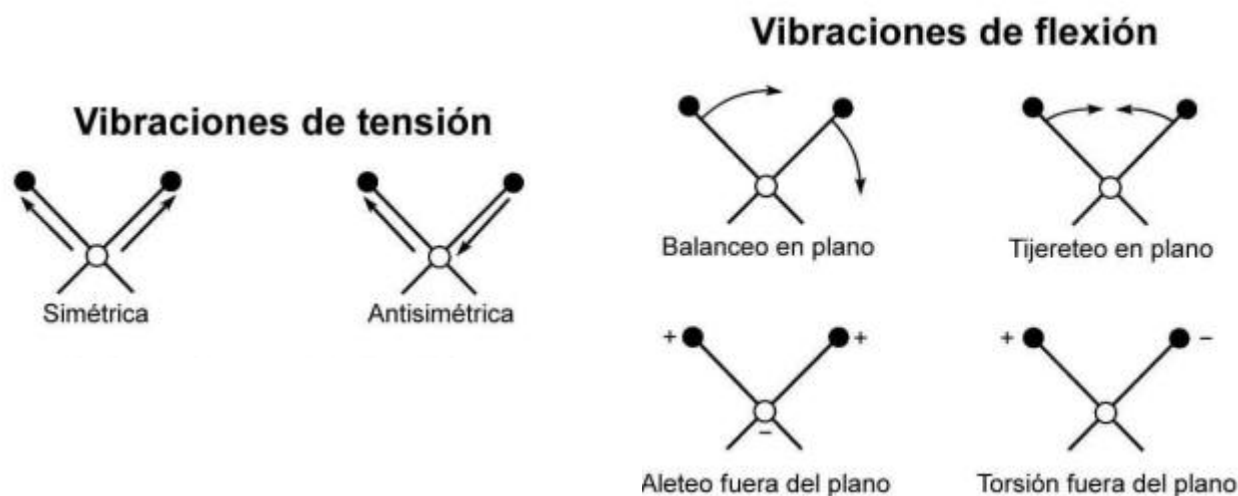 Vibraciones de tensión
Simétrica
Antisimétrica
Vibraciones de flexión
Balanceo en plano
Tijereteo en plano
+ +
−
Aleteo fuera del plano
+ −
Torsión fuera del plano